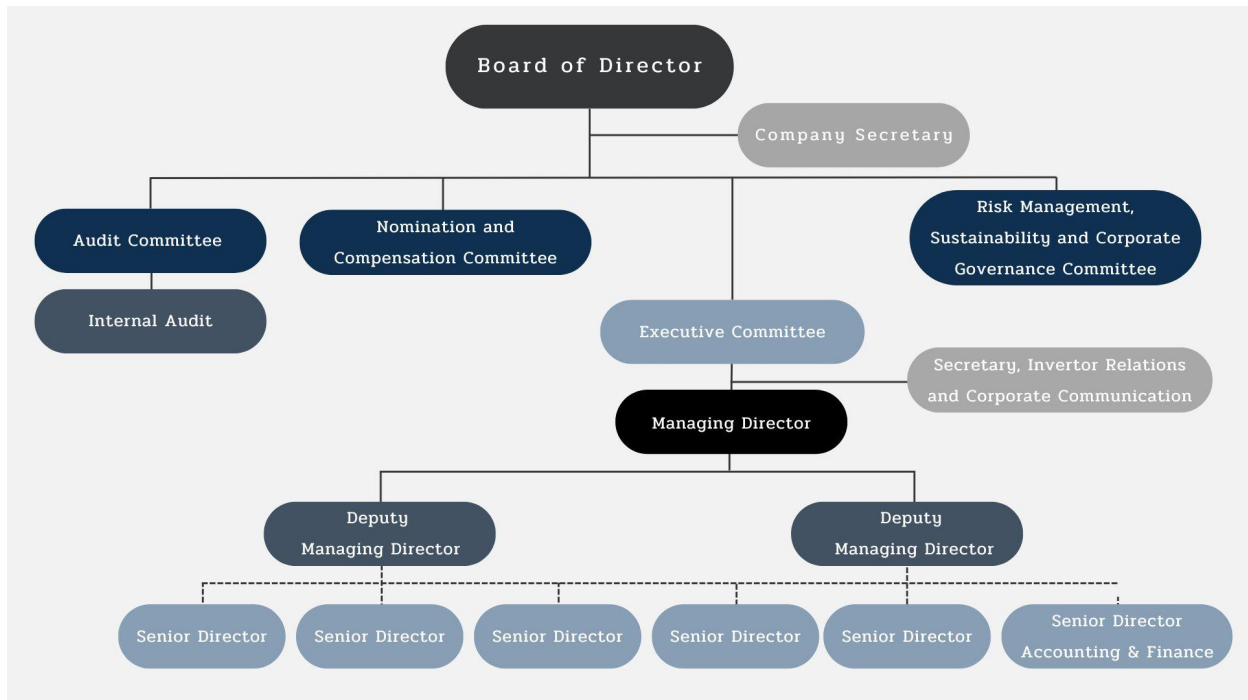 Board of Director
Company Secretary
Audit Committee
Nomination and
Compensation Committee
Risk Management,
Sustainability and Corporate
Governance Committee
Internal Audit
Executive Committee
Secretary, Invertor Relations
and Corporate Communication
Managing Director
Deputy
Managing Director
Deputy
Managing Director
Senior Director
Senior Director
Senior Director
Senior Director
Senior Director
Senior Director
Accounting & Finance